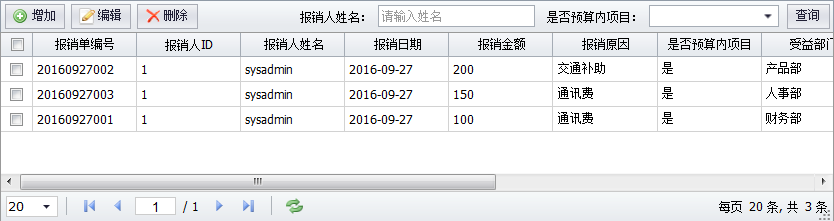 增加 编辑 删除 报销人姓名: 请输入姓名 是否预算内项目: 查询
报销单编号 报销人ID 报销人姓名 报销日期 报销金额 报销原因 是否预算内项目 受益部门
20160927002 1 sysadmin 2016-09-27 200 交通补助 是 产品部
20160927003 1 sysadmin 2016-09-27 150 通讯费 是 人事部
20160927001 1 sysadmin 2016-09-27 100 通讯费 是 财务部
20 1 / 1 每页 20 条, 共 3 条.